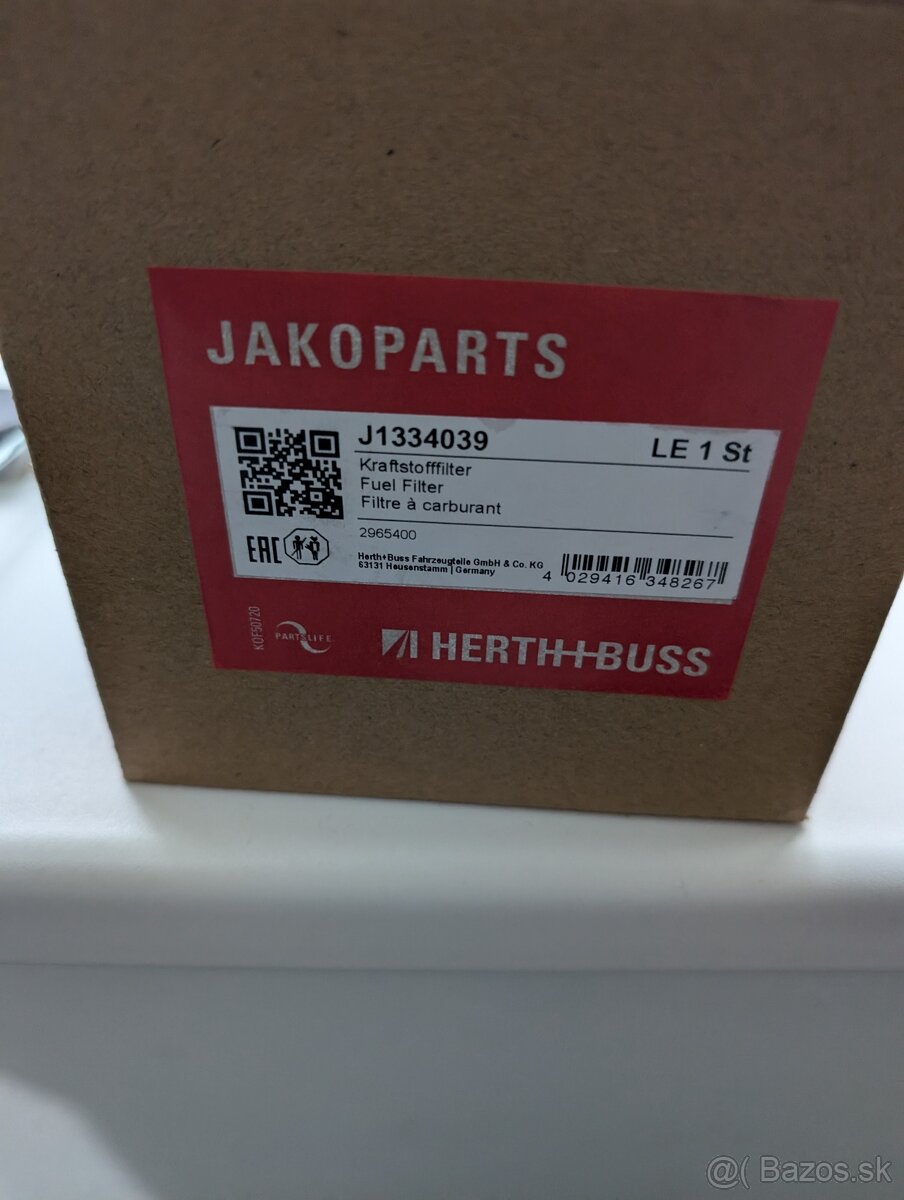 JAKOPARTS
J1334039
LE 1 St
Kraftstofffilter
Fuel Filter
Filtre à carburant
2965400
EAC
Herth+Buss Fahrzeugteile GmbH & Co. KG
63131 Heusenstamm | Germany
4 029416 348267
KOF50720
PARTSLIFE
HERTH+BUSS
@( Bazos.sk